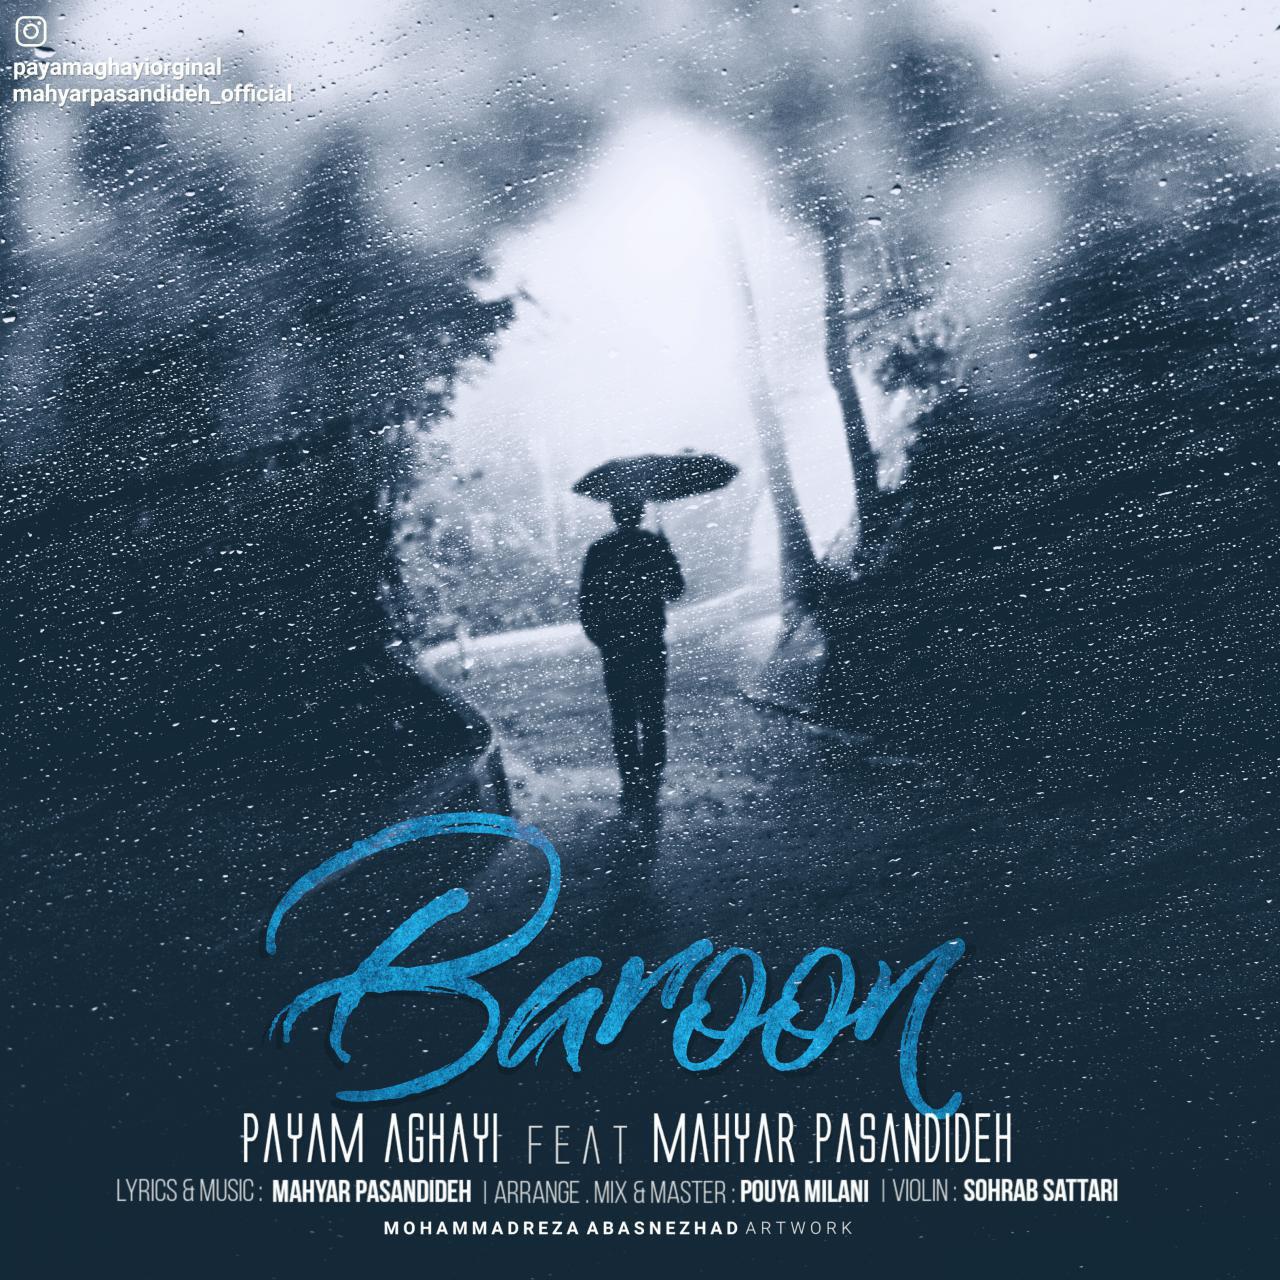 payamaghayiorginal
mahyarpasandideh_official
Baroon
PAYAM AGHAYI FEAT MAHYAR PASANDIDEH
LYRICS & MUSIC : MAHYAR PASANDIDEH | ARRANGE . MIX & MASTER : POUYA MILANI | VIOLIN : SOHRAB SATTARI
MOHAMMADREZA ABASNEZHAD ARTWORK